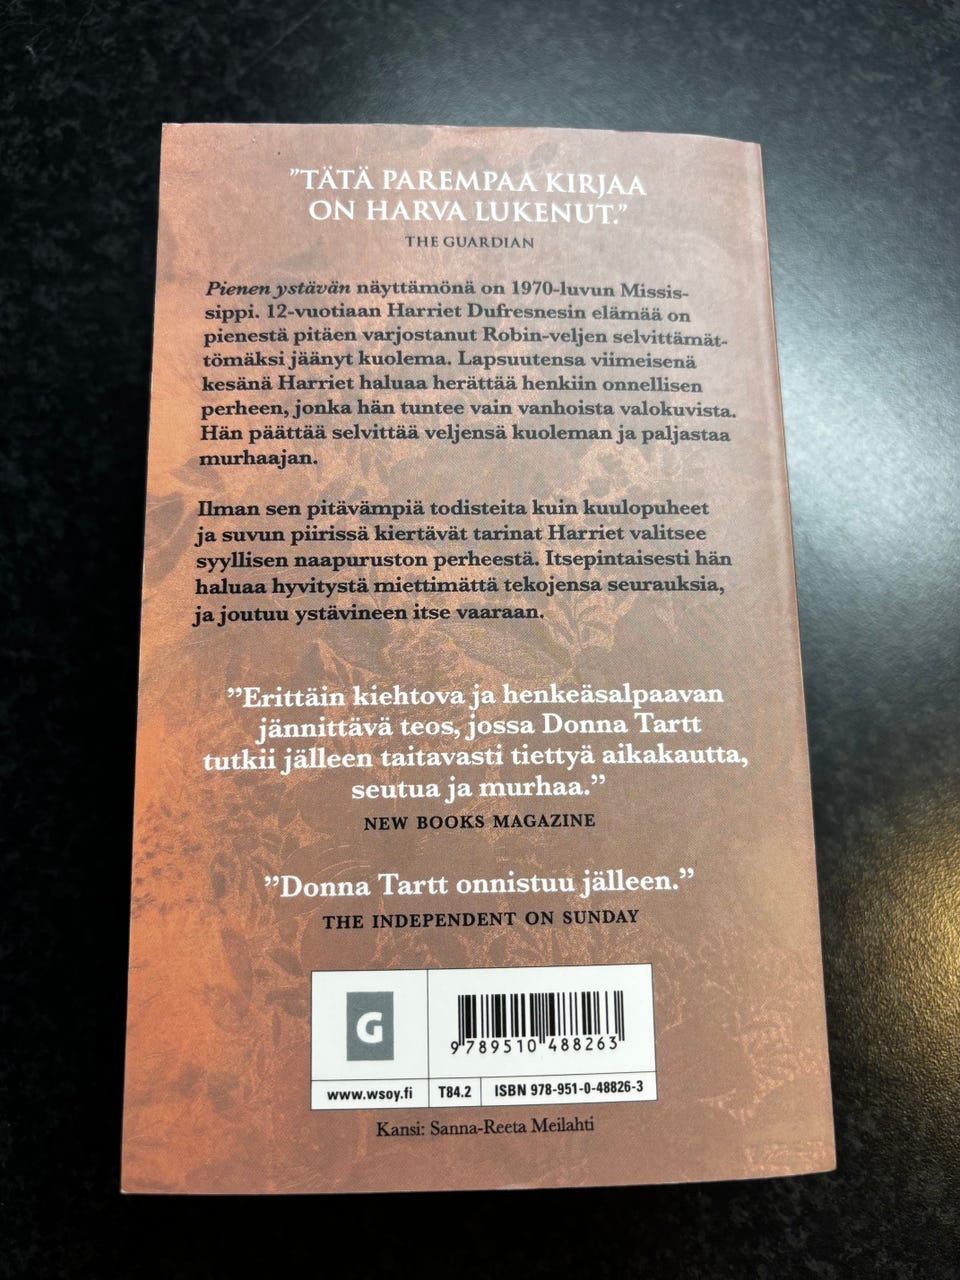 ”TÄTÄ PAREMPAA KIRJAA
ON HARVA LUKENUT.”
THE GUARDIAN
Pienen ystävän näyttämönä on 1970-luvun Missis-
sippi. 12-vuotiaan Harriet Dufresnesin elämää on
pienestä pitäen varjostanut Robin-veljen selvittämät-
tömäksi jäänyt kuolema. Lapsuutensa viimeisenä
kesänä Harriet haluaa herättää henkiin onnellisen
perheen, jonka hän tuntee vain vanhoista valokuvista.
Hän päättää selvittää veljensä kuoleman ja paljastaa
murhaajan.
Ilman sen pitävämpiä todisteita kuin kuulopuheet
ja suvun piirissä kiertävät tarinat Harriet valitsee
syyllisen naapuruston perheestä. Itsepintaisesti hän
haluaa hyvitystä miettimättä tekojensa seurauksia,
ja joutuu ystävineen itse vaaraan.
”Erittäin kiehtova ja henkeäsalpaavan
jännittävä teos, jossa Donna Tartt
tutkii jälleen taitavasti tiettyä aikakautta,
seutua ja murhaa.”
NEW BOOKS MAGAZINE
”Donna Tartt onnistuu jälleen.”
THE INDEPENDENT ON SUNDAY
G
9 789510 488263
www.wsoy.fi T84.2 ISBN 978-951-0-48826-3
Kansi: Sanna-Reeta Meilahti